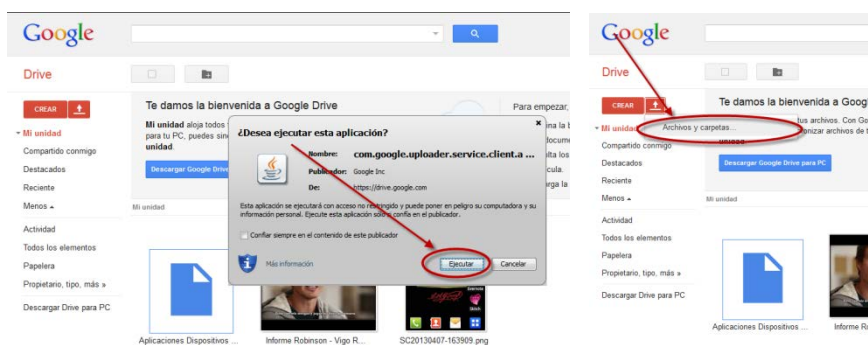 Google
Drive
CREAR
Mi unidad
Compartido conmigo
Destacados
Reciente
Menos
Actividad
Todos los elementos
Papelera
Propietario, tipo, más »
Descargar Drive para PC
Te damos la bienvenida a Google Drive
Mi unidad aloja todos
para tu PC, puedes sin
unidad.
Descargar Google Drive
Para empezar,
Mi unidad
¿Desea ejecutar esta aplicación?
Nombre: com.google.uploader.service.client.a ...
Publicador: Google Inc
De: https://drive.google.com
Esta aplicación se ejecutará con acceso no restringido y puede poner en peligro su computadora y su
información personal. Ejecute esta aplicación sólo si confía en el publicador.
Confiar siempre en el contenido de este publicador
Más información
Ejecutar
Cancelar
Aplicaciones Dispositivos ...
Informe Robinson - Vigo R...
SC20130407-163909.png
Google
Drive
CREAR
Mi unidad
Archivos y carpetas...
Compartido conmigo
Destacados
Reciente
Menos
Actividad
Todos los elementos
Papelera
Propietario, tipo, más »
Descargar Drive para PC
Te damos la bienvenida a Googl
tus archivos. Con Go
onizar archivos de t
unidad.
Descargar Google Drive para PC
Mi unidad
Aplicaciones Dispositivos ...
Informe R